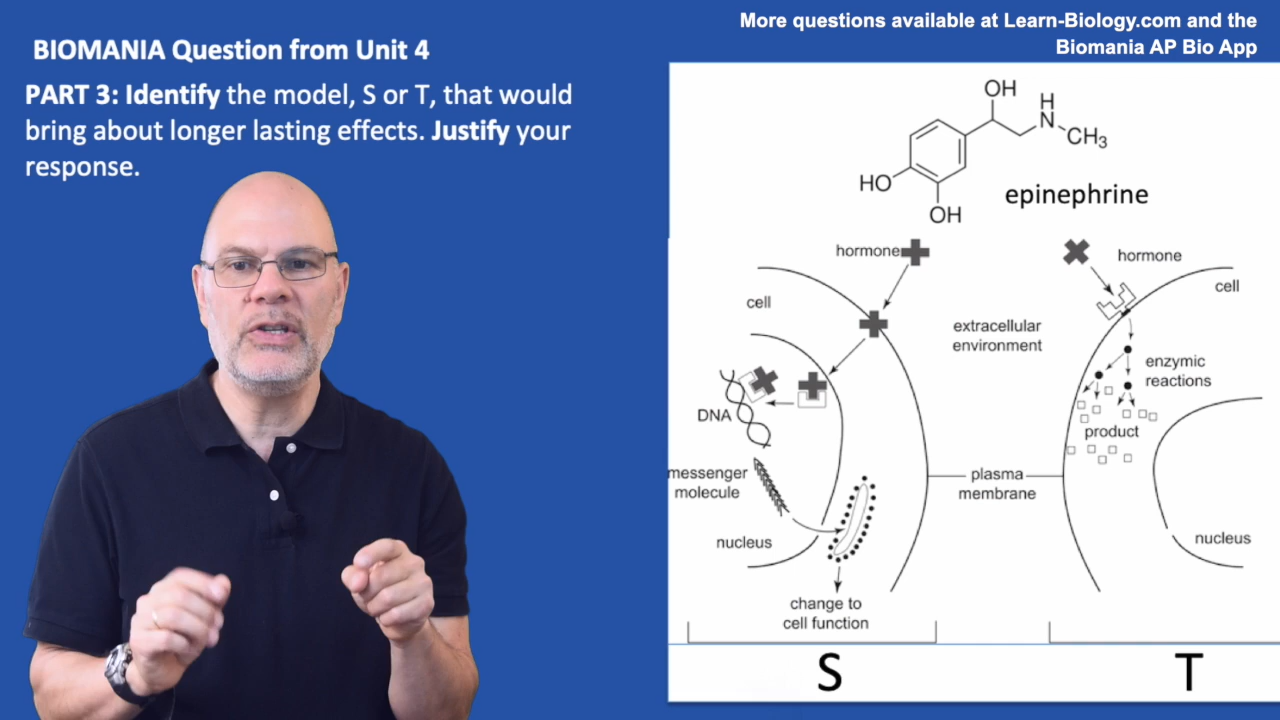 More questions available at Learn-Biology.com and the
Biomania AP Bio App
BIOMANIA Question from Unit 4
PART 3: Identify the model, S or T, that would
bring about longer lasting effects. Justify your
response.
OH
H
N
CH3
HO
OH
epinephrine
hormone
hormone
cell
cell
extracellular
environment
enzymic
reactions
DNA
product
messenger
molecule
plasma
membrane
nucleus
nucleus
change to
cell function
S
T